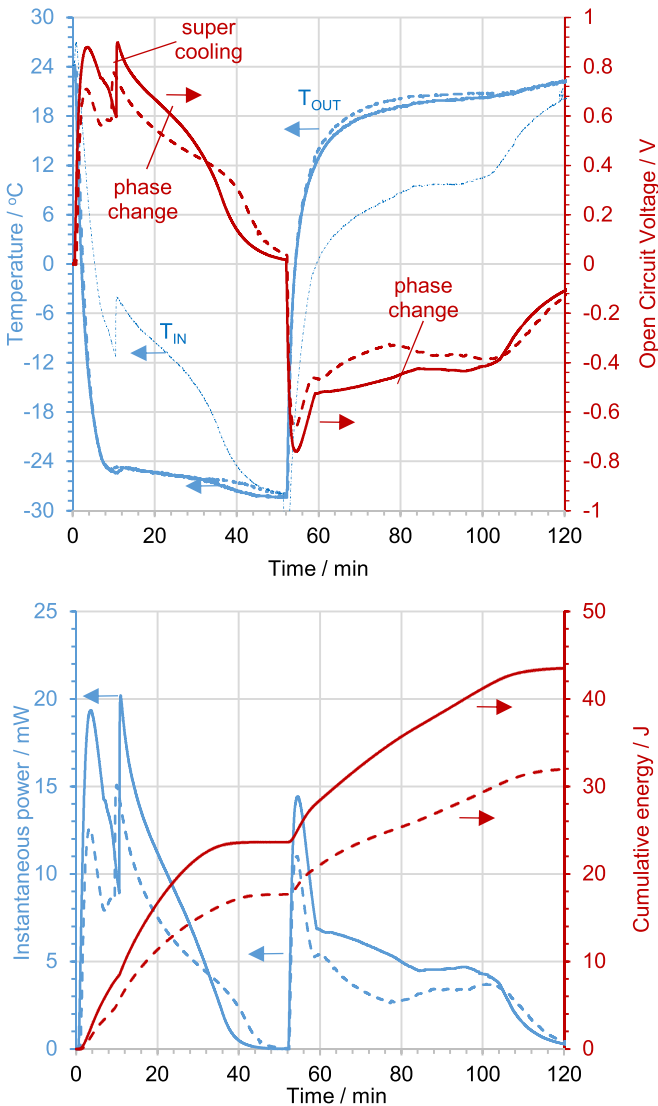 30
24
18
12
6
0
-6
-12
-18
-24
-30
Temperature / ºC
super
cooling
phase
change
T_OUT
T_IN
phase
change
1
0.8
0.6
0.4
0.2
0
-0.2
-0.4
-0.6
-0.8
-1
Open Circuit Voltage / V
0 20 40 60 80 100 120
Time / min
25
20
15
10
5
0
Instantaneous power / mW
50
40
30
20
10
0
Cumulative energy / J
0 20 40 60 80 100 120
Time / min